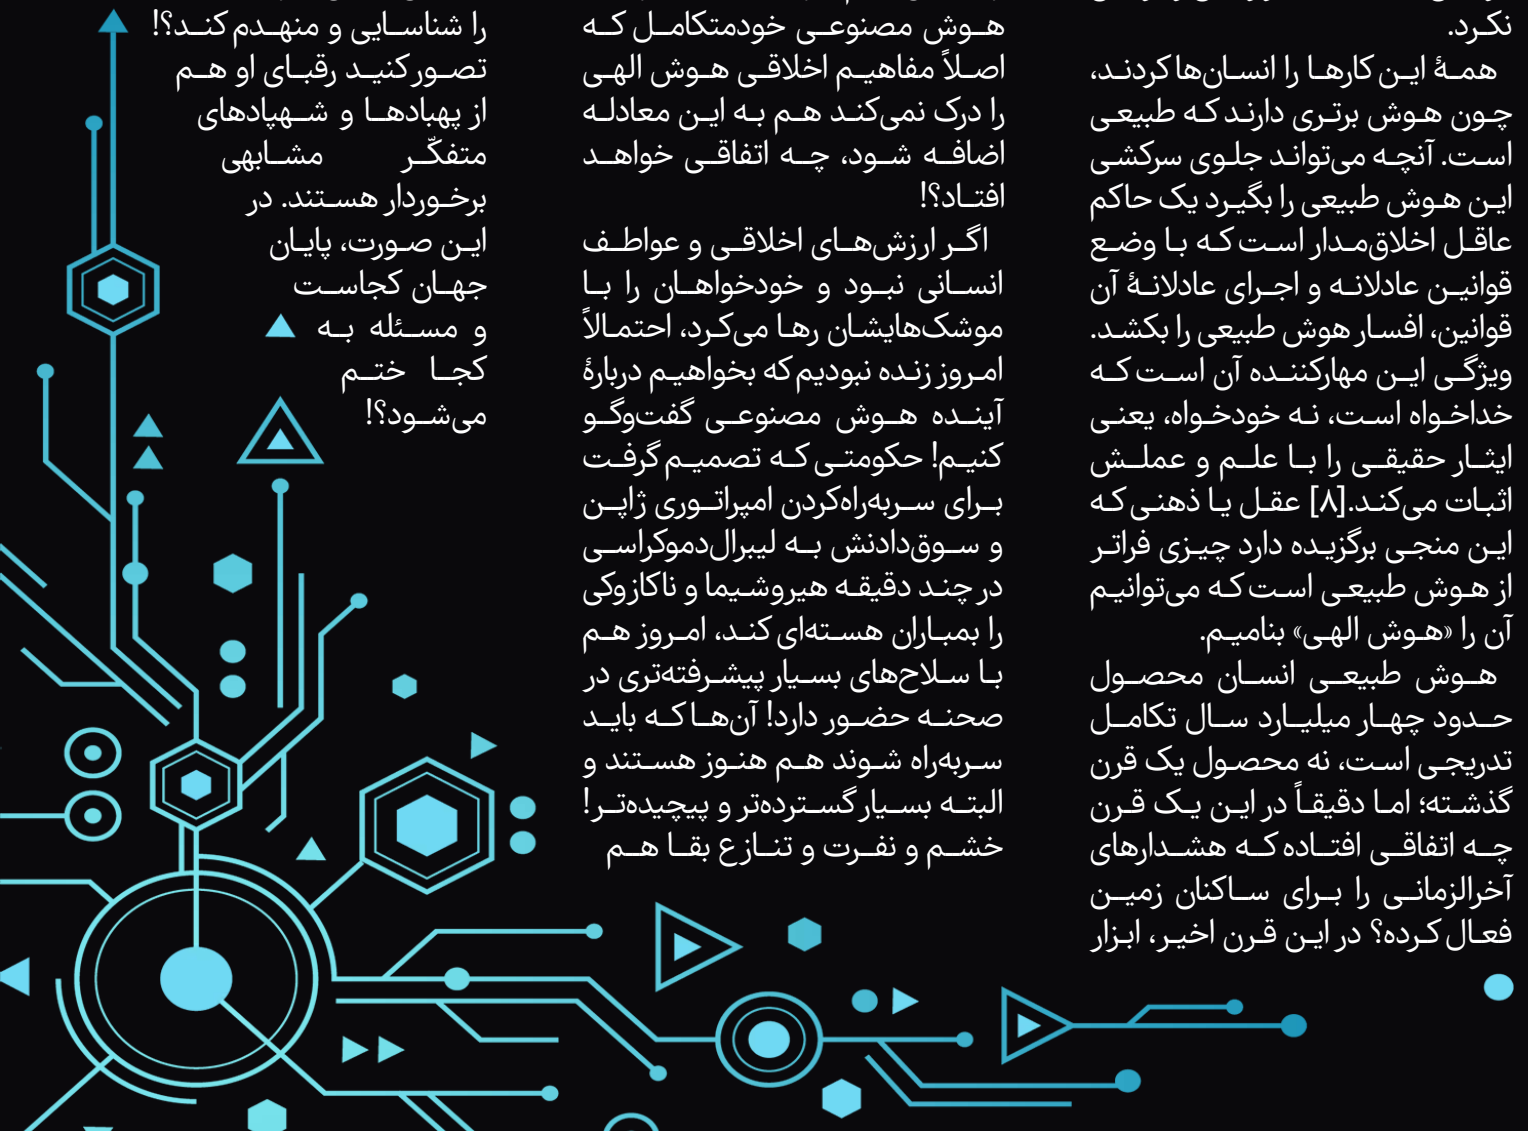 نکرد.
همهٔ این کارها را انسان‌ها کردند،
چون هوش برتری دارند که طبیعی
است. آنچه می‌تواند جلوی سرکشی
این هوش طبیعی را بگیرد یک حاکم
عاقل اخلاق‌مدار است که با وضع
قوانین عادلانه و اجرای عادلانهٔ آن
قوانین، افسار هوش طبیعی را بکشد.
ویژگی این مهارکننده آن است که
خداخواه است، نه خودخواه، یعنی
ایثار حقیقی را با علم و عملش
اثبات می‌کند.[۸] عقل یا ذهنی که
این منجی برگزیده دارد چیزی فراتر
از هوش طبیعی است که می‌توانیم
آن را «هوش الهی» بنامیم.
هوش طبیعی انسان محصول
حدود چهار میلیارد سال تکامل
تدریجی است، نه محصول یک قرن
گذشته؛ اما دقیقاً در این یک قرن
چه اتفاقی افتاده که هشدارهای
آخرالزمانی را برای ساکنان زمین
فعال کرده؟ در این قرن اخیر، ابزار
هوش مصنوعی خودمتکامل که
اصلاً مفاهیم اخلاقی هوش الهی
را درک نمی‌کند هم به این معادله
اضافه شود، چه اتفاقی خواهد
افتاد؟!
اگر ارزش‌های اخلاقی و عواطف
انسانی نبود و خودخواهان را با
موشک‌هایشان رها می‌کرد، احتمالاً
امروز زنده نبودیم که بخواهیم دربارهٔ
آینده هوش مصنوعی گفت‌وگو
کنیم! حکومتی که تصمیم گرفت
برای سربه‌راه‌کردن امپراتوری ژاپن
و سوق‌دادنش به لیبرال‌دموکراسی
در چند دقیقه هیروشیما و ناکازوکی
را بمباران هسته‌ای کند، امروز هم
با سلاح‌های بسیار پیشرفته‌تری در
صحنه حضور دارد! آن‌ها که باید
سربه‌راه شوند هم هنوز هستند و
البته بسیار گسترده‌تر و پیچیده‌تر!
خشم و نفرت و تنازع بقا هم
را شناسایی و منهدم کند؟!
تصور کنید رقبای او هم
از پهبادها و شهپادهای
متفکّر مشابهی
برخوردار هستند. در
این صورت، پایان
جهان کجاست
و مسئله به
کجا ختم
می‌شود؟!